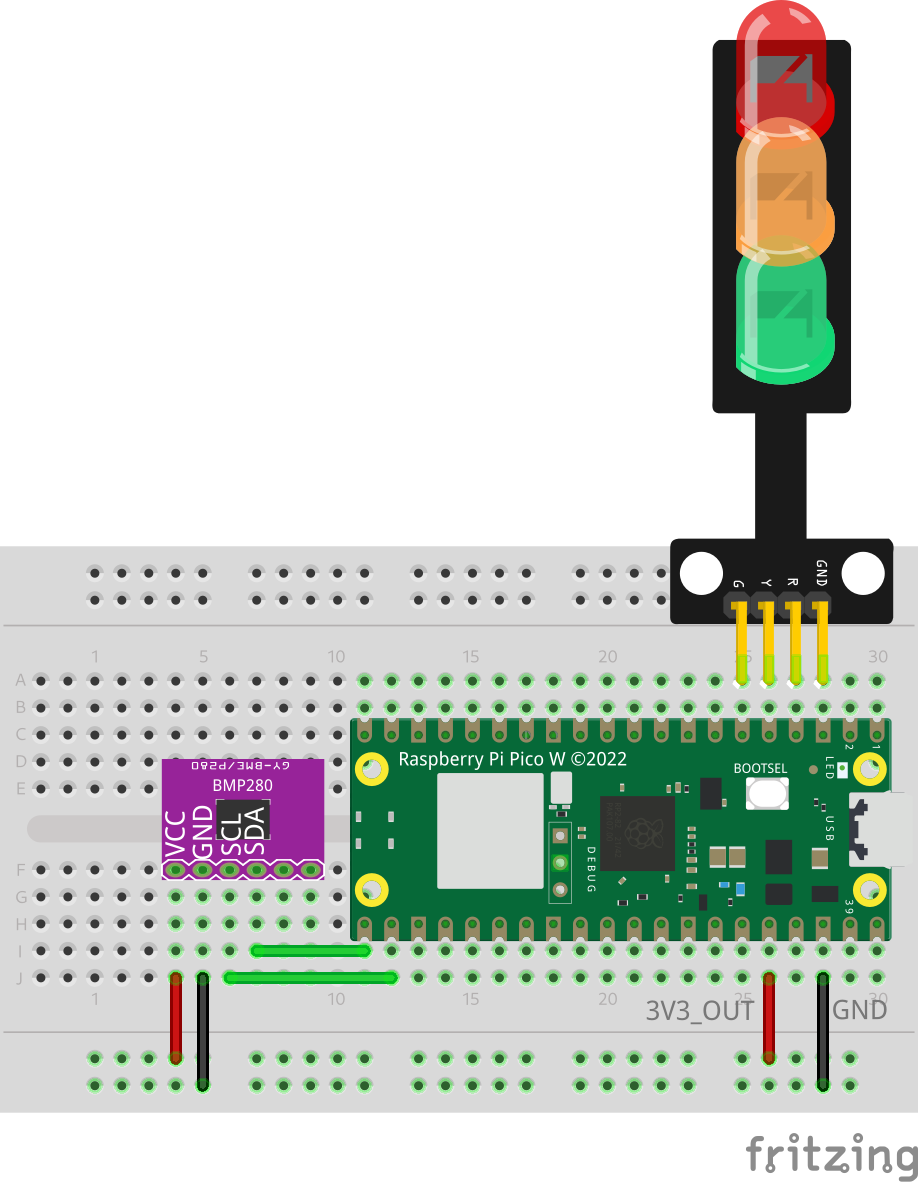 G Y R GND
1 5 10 15 20 25 30
A
B
C
D
E
F
G
H
I
J
GY-BME/P280
BMP280
VCC
GND
SCL
SDA
Raspberry Pi Pico W ©2022
BOOTSEL
LED
USB
DEBUG
1
2
39
1 10 15 20 25 30
3V3_OUT
GND
fritzing